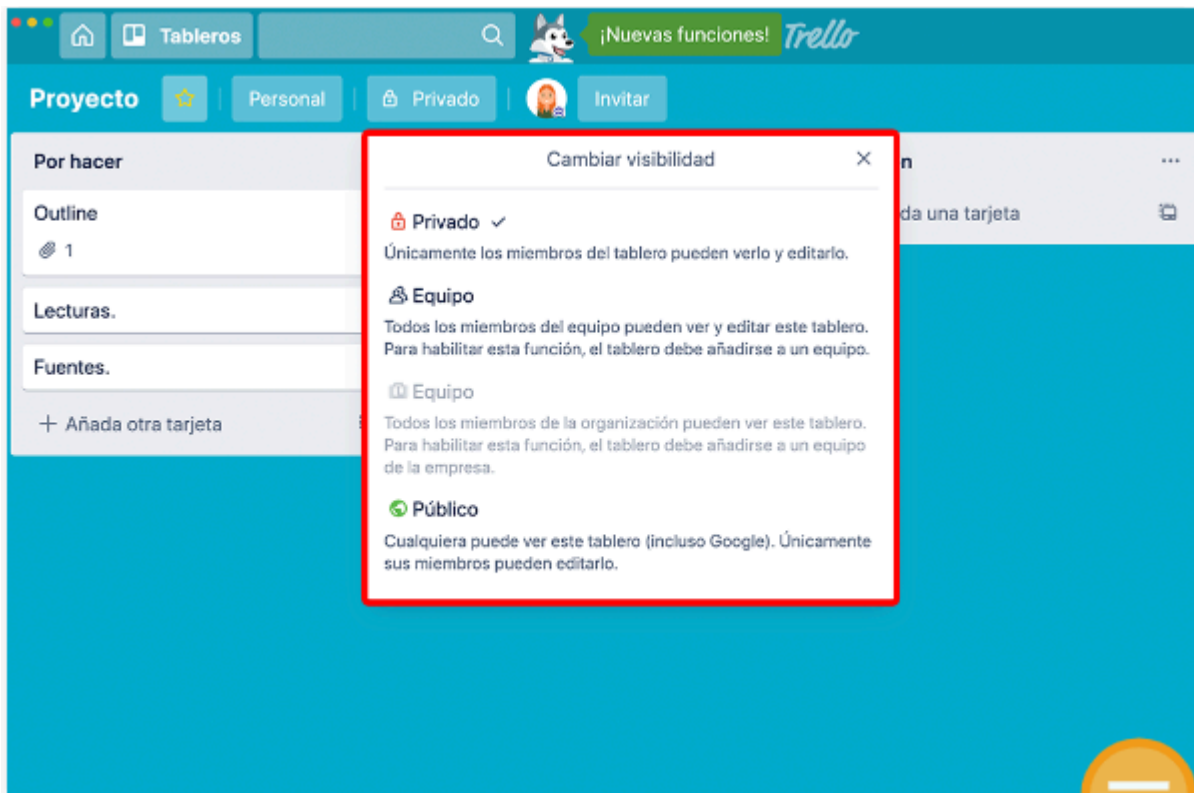 Tableros
¡Nuevas funciones!
Trello
Proyecto
Personal
Privado
Invitar
Por hacer
Outline
1
Lecturas.
Fuentes.
+ Añada otra tarjeta
Cambiar visibilidad
Privado
Únicamente los miembros del tablero pueden verlo y editarlo.
Equipo
Todos los miembros del equipo pueden ver y editar este tablero.
Para habilitar esta función, el tablero debe añadirse a un equipo.
Equipo
Todos los miembros de la organización pueden ver este tablero.
Para habilitar esta función, el tablero debe añadirse a un equipo
de la empresa.
Público
Cualquiera puede ver este tablero (incluso Google). Únicamente
sus miembros pueden editarlo.
n
...
da una tarjeta